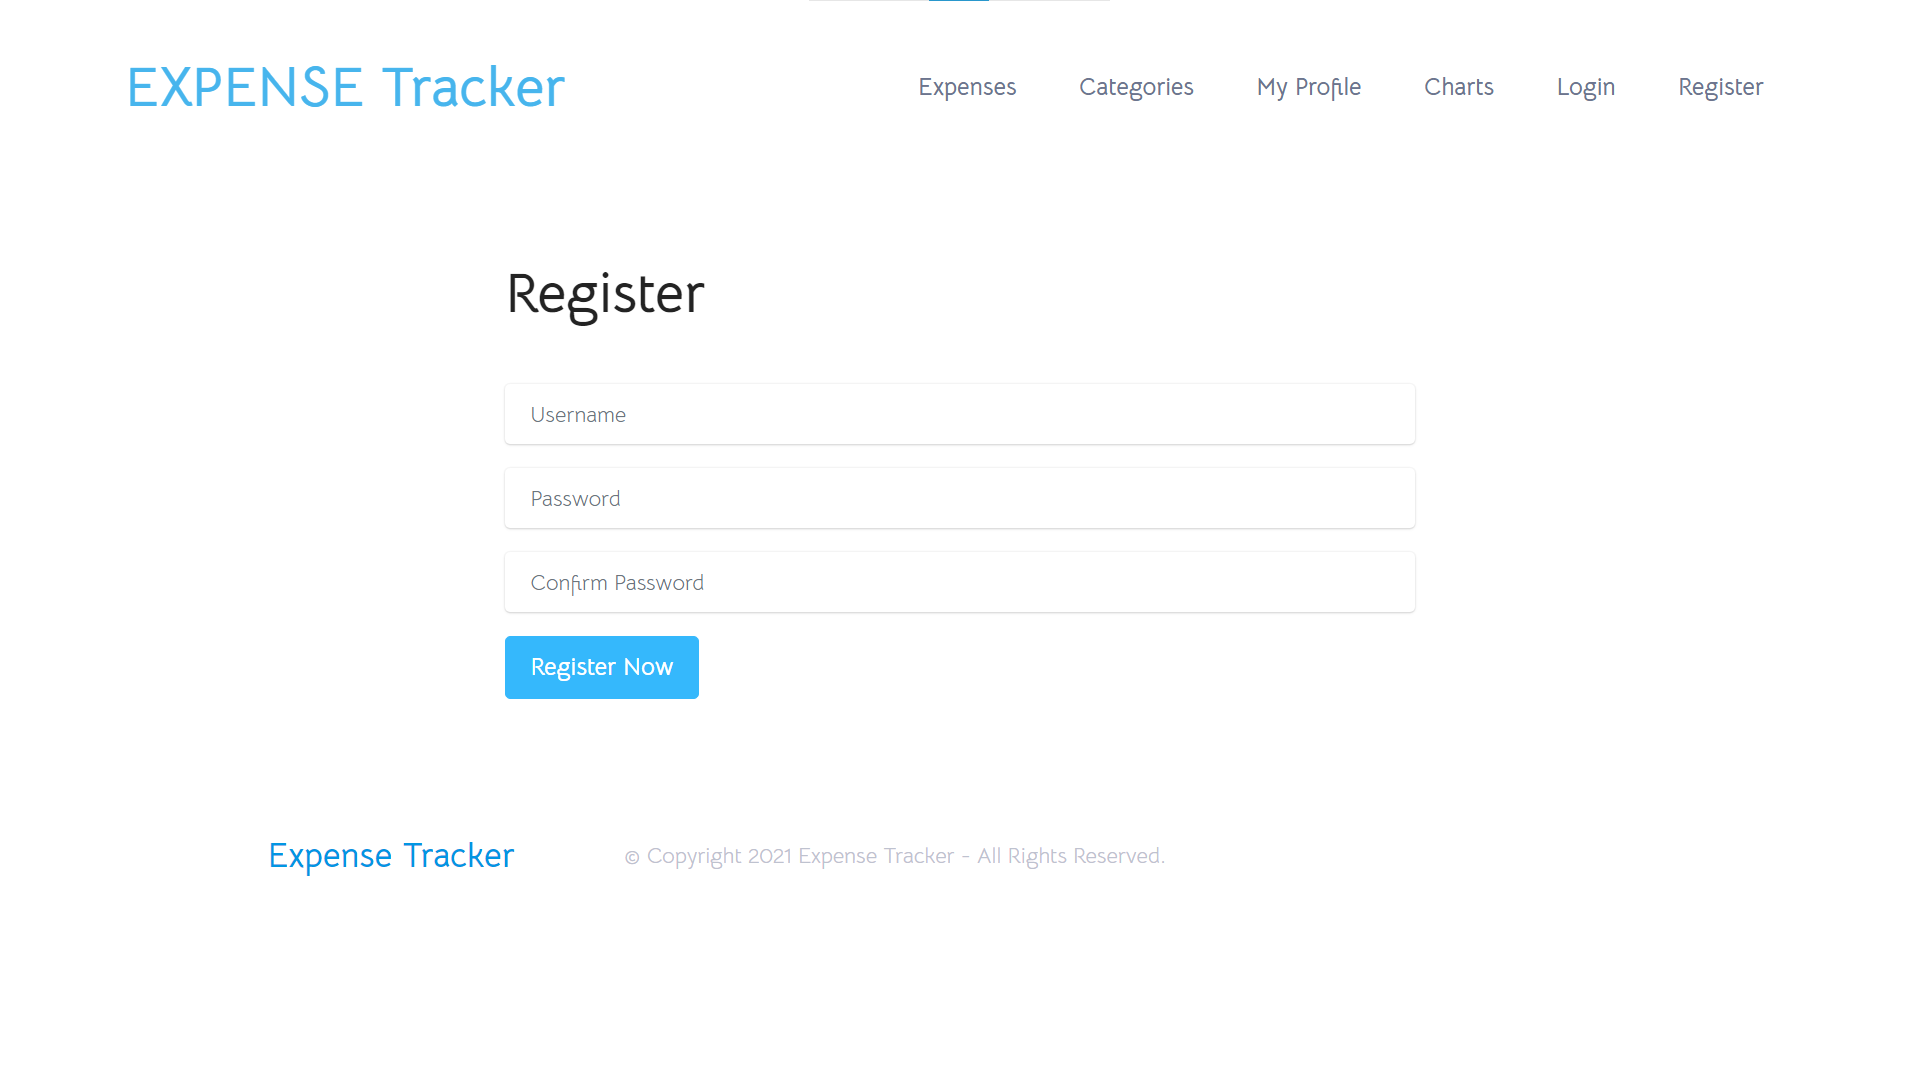 EXPENSE Tracker
Expenses Categories My Profile Charts Login Register
Register
Username
Password
Confirm Password
Register Now
Expense Tracker
© Copyright 2021 Expense Tracker - All Rights Reserved.